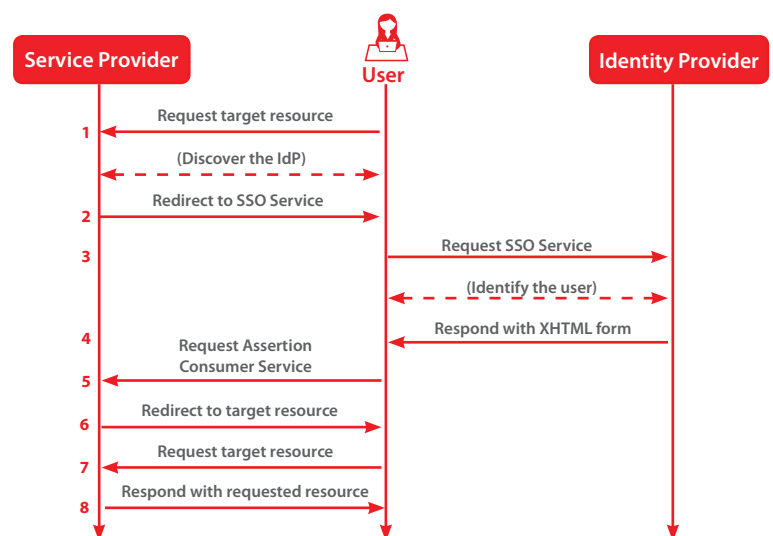 Service Provider
User
Identity Provider
Request target resource
1
(Discover the IdP)
Redirect to SSO Service
2
Request SSO Service
3
(Identify the user)
Respond with XHTML form
4
Request Assertion
Consumer Service
5
Redirect to target resource
6
Request target resource
7
Respond with requested resource
8